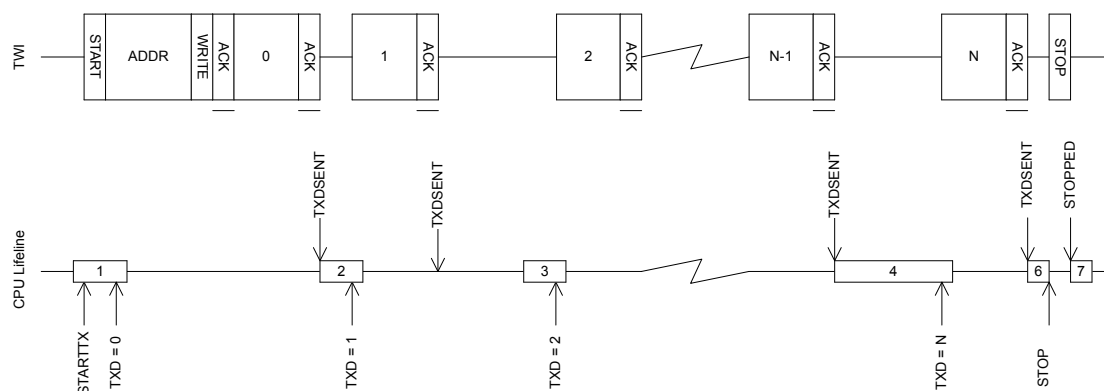 TWI
START
ADDR
WRITE
ACK
0
ACK
1
ACK
2
ACK
N-1
ACK
N
ACK
STOP
CPU Lifeline
TXDSENT
TXDSENT
TXDSENT
TXDSENT
STOPPED
1
2
3
4
6
7
STARTTX
TXD = 0
TXD = 1
TXD = 2
TXD = N
STOP